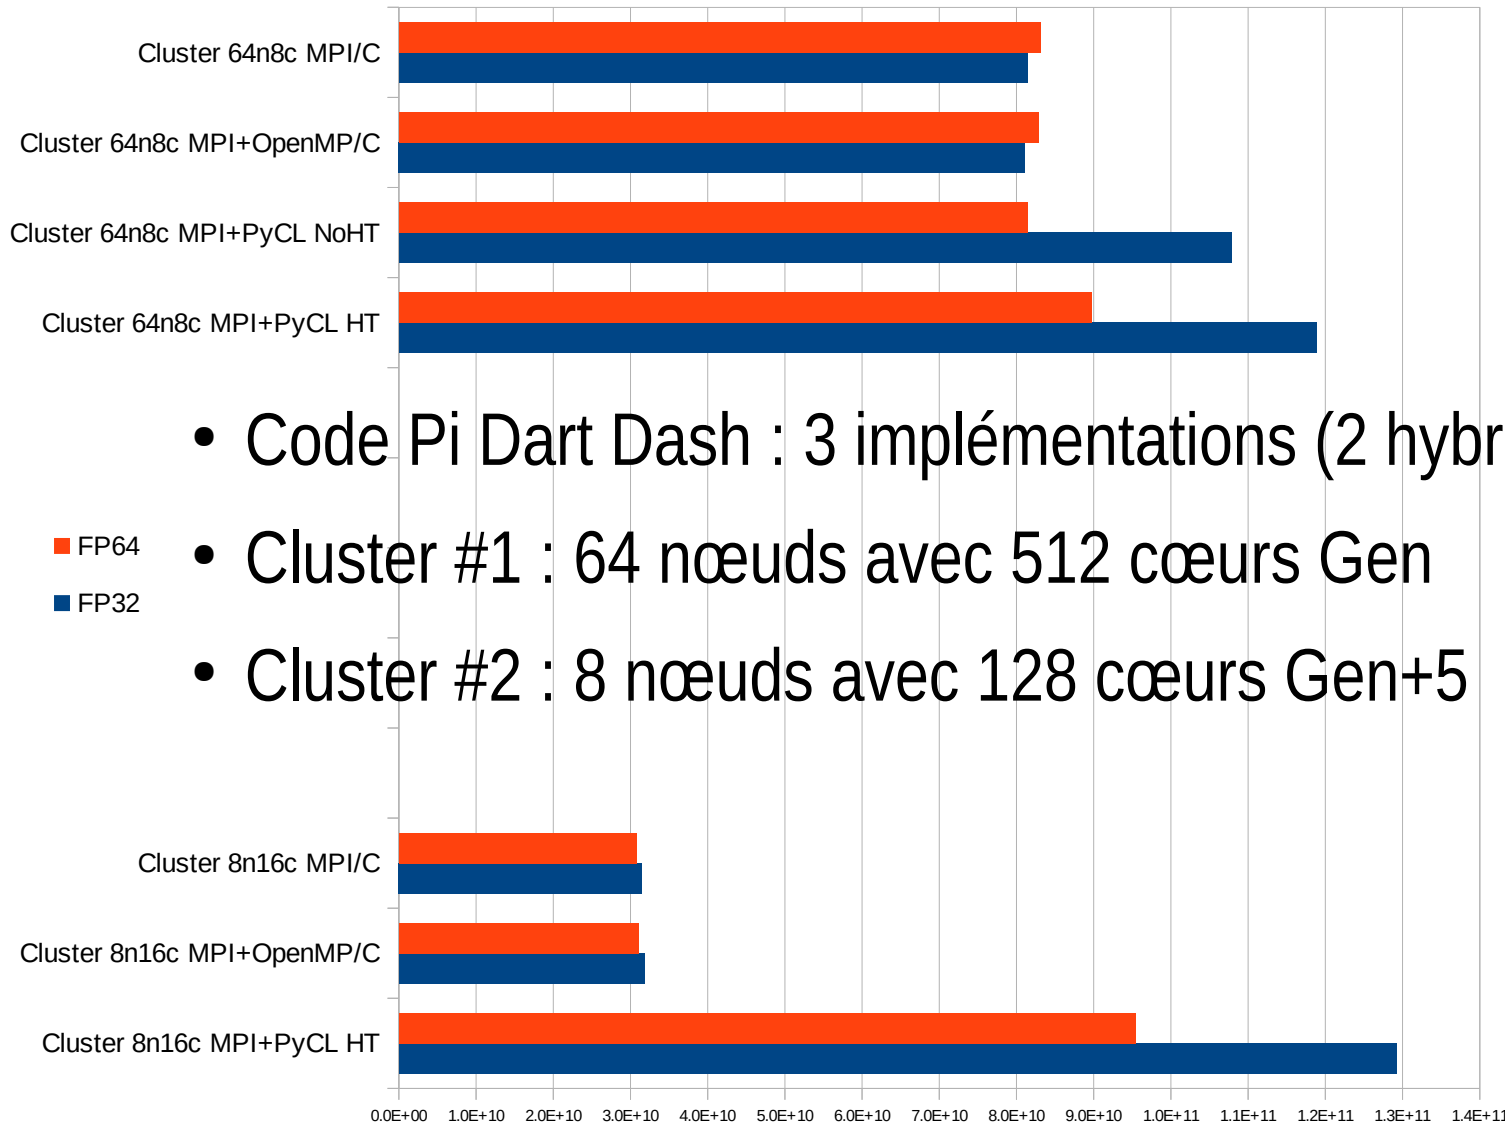 Cluster 64n8c MPI/C
Cluster 64n8c MPI+OpenMP/C
Cluster 64n8c MPI+PyCL NoHT
Cluster 64n8c MPI+PyCL HT
• Code Pi Dart Dash : 3 implémentations (2 hybr
• Cluster #1 : 64 nœuds avec 512 cœurs Gen
• Cluster #2 : 8 nœuds avec 128 cœurs Gen+5
FP64
FP32
Cluster 8n16c MPI/C
Cluster 8n16c MPI+OpenMP/C
Cluster 8n16c MPI+PyCL HT
0.0E+00 1.0E+10 2.0E+10 3.0E+10 4.0E+10 5.0E+10 6.0E+10 7.0E+10 8.0E+10 9.0E+10 1.0E+11 1.1E+11 1.2E+11 1.3E+11 1.4E+11